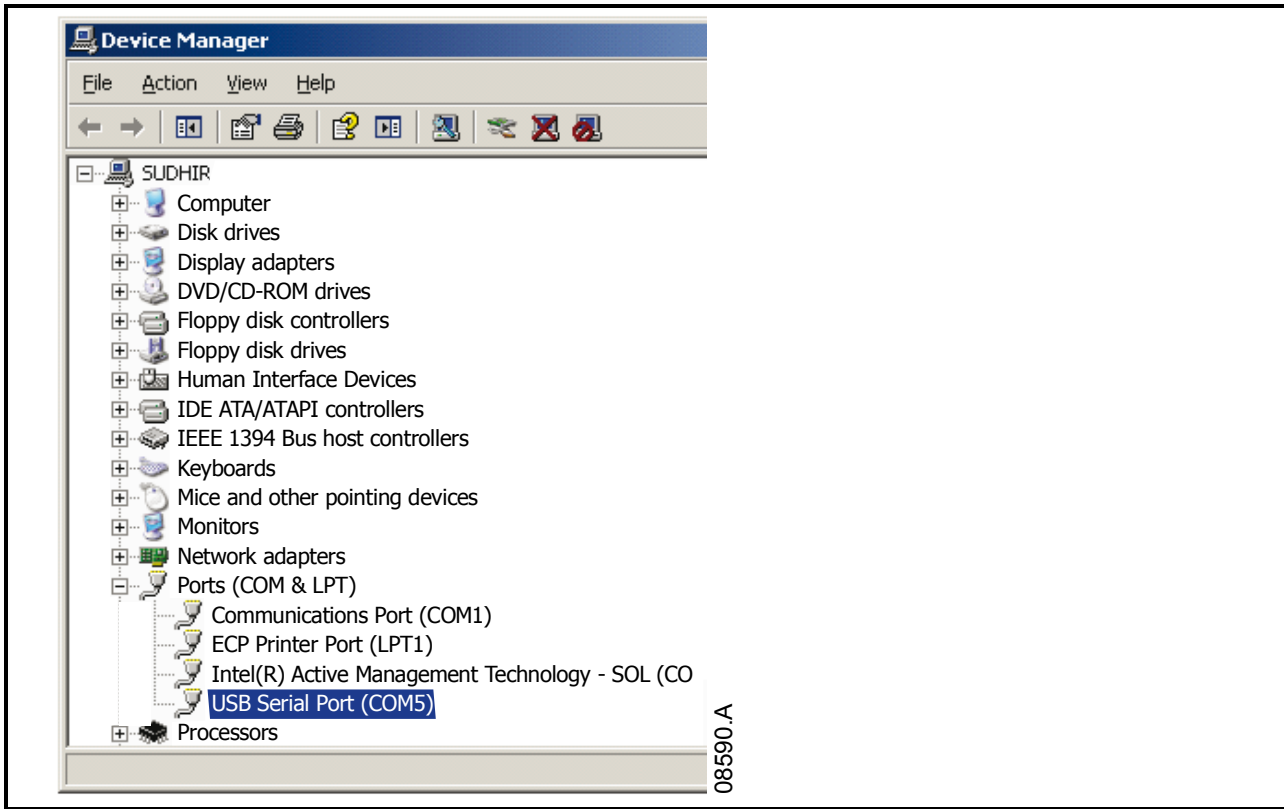 Device Manager
File Action View Help
SUDHIR
Computer
Disk drives
Display adapters
DVD/CD-ROM drives
Floppy disk controllers
Floppy disk drives
Human Interface Devices
IDE ATA/ATAPI controllers
IEEE 1394 Bus host controllers
Keyboards
Mice and other pointing devices
Monitors
Network adapters
Ports (COM & LPT)
Communications Port (COM1)
ECP Printer Port (LPT1)
Intel(R) Active Management Technology - SOL (CO
USB Serial Port (COM5)
Processors
08590.A